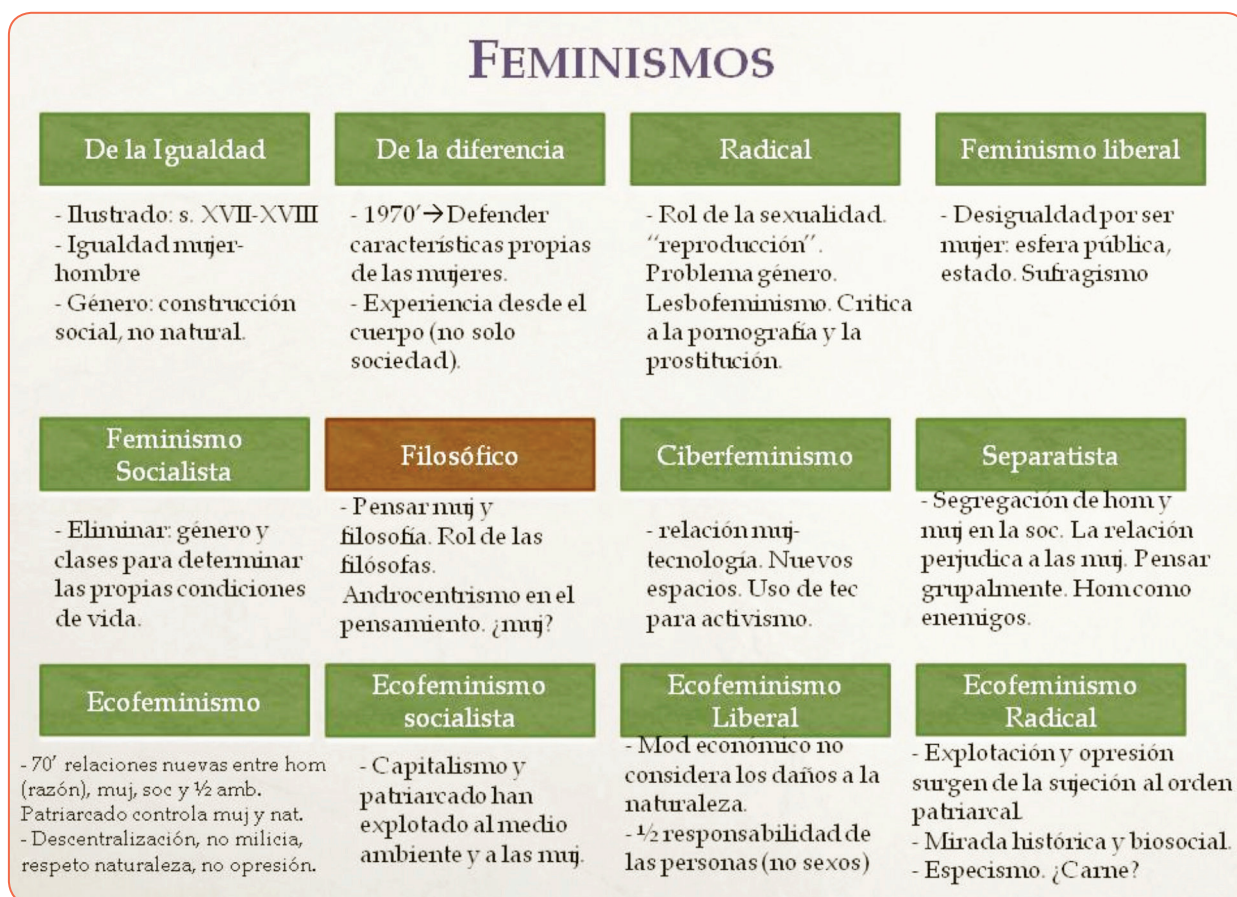 FEMINISMOS
De la Igualdad
- Ilustrado: s. XVII-XVIII
- Igualdad mujer-
hombre
- Género: construcción
social, no natural.
De la diferencia
- 1970´→Defender
características propias
de las mujeres.
- Experiencia desde el
cuerpo (no solo
sociedad).
Radical
- Rol de la sexualidad.
“reproducción”.
Problema género.
Lesbofeminismo. Critica
a la pornografía y la
prostitución.
Feminismo liberal
- Desigualdad por ser
mujer: esfera pública,
estado. Sufragismo
Feminismo
Socialista
- Eliminar: género y
clases para determinar
las propias condiciones
de vida.
Filosófico
- Pensar muj y
filosofía. Rol de las
filósofas.
Androcentrismo en el
pensamiento. ¿muj?
Ciberfeminismo
- relación muj-
tecnología. Nuevos
espacios. Uso de tec
para activismo.
Separatista
- Segregación de hom y
muj en la soc. La relación
perjudica a las muj. Pensar
grupalmente. Hom como
enemigos.
Ecofeminismo
- 70´ relaciones nuevas entre hom
(razón), muj, soc y ½ amb.
Patriarcado controla muj y nat.
- Descentralización, no milicia,
respeto naturaleza, no opresión.
Ecofeminismo
socialista
- Capitalismo y
patriarcado han
explotado al medio
ambiente y a las muj.
Ecofeminismo
Liberal
- Mod económico no
considera los daños a la
naturaleza.
- ½ responsabilidad de
las personas (no sexos)
Ecofeminismo
Radical
- Explotación y opresión
surgen de la sujeción al orden
patriarcal.
- Mirada histórica y biosocial.
- Especismo. ¿Carne?